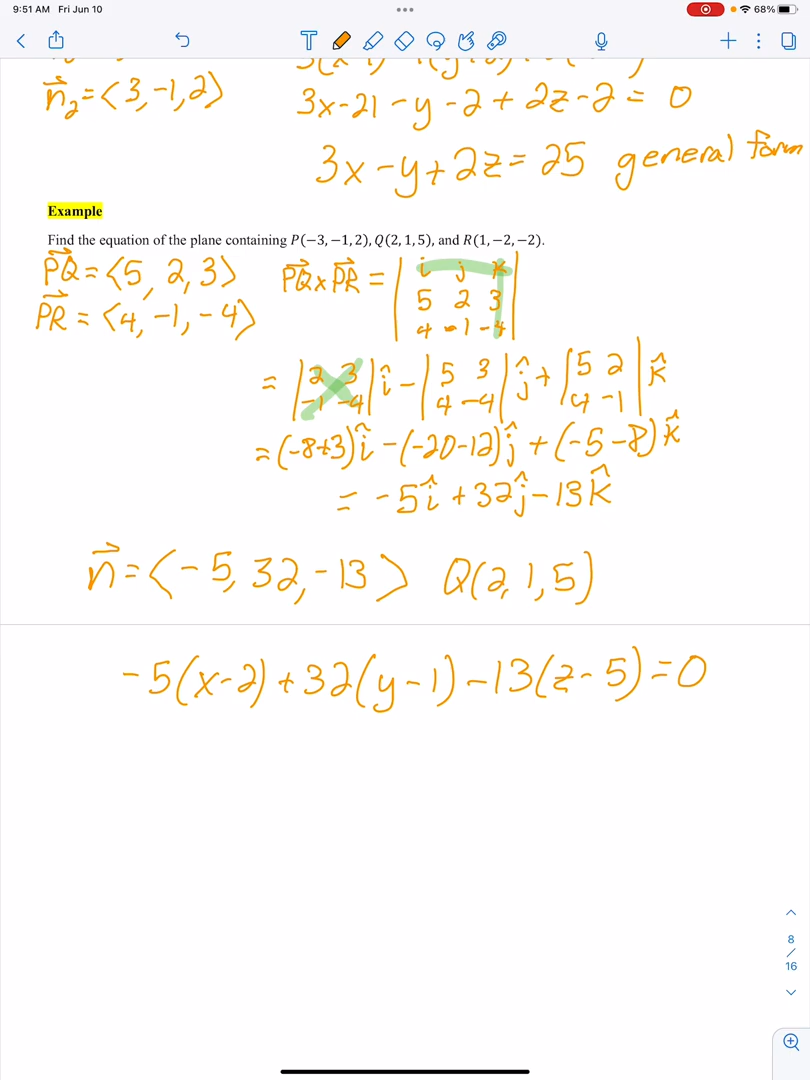 9:51 AM Fri Jun 10
68%
n₂ = ⟨3, -1, 2⟩
3x - 21 - y - 2 + 2z - 2 = 0
3x - y + 2z = 25 general form
Example
Find the equation of the plane containing P(−3, −1, 2), Q(2, 1, 5), and R(1, −2, −2).
PQ = ⟨5, 2, 3⟩ PQ x PR = | i j k |
PR = ⟨4, -1, -4⟩ | 5 2 3 |
| 4 -1 -4 |
= | 2 3 | î - | 5 3 | ĵ + | 5 2 | k̂
| -1 -4 | | 4 -4 | | 4 -1 |
= (-8+3)î - (-20-12)ĵ + (-5-8)k̂
= -5î + 32ĵ - 13k̂
n = ⟨-5, 32, -13⟩ Q(2, 1, 5)
-5(x-2) + 32(y-1) - 13(z-5) = 0
8
/
16